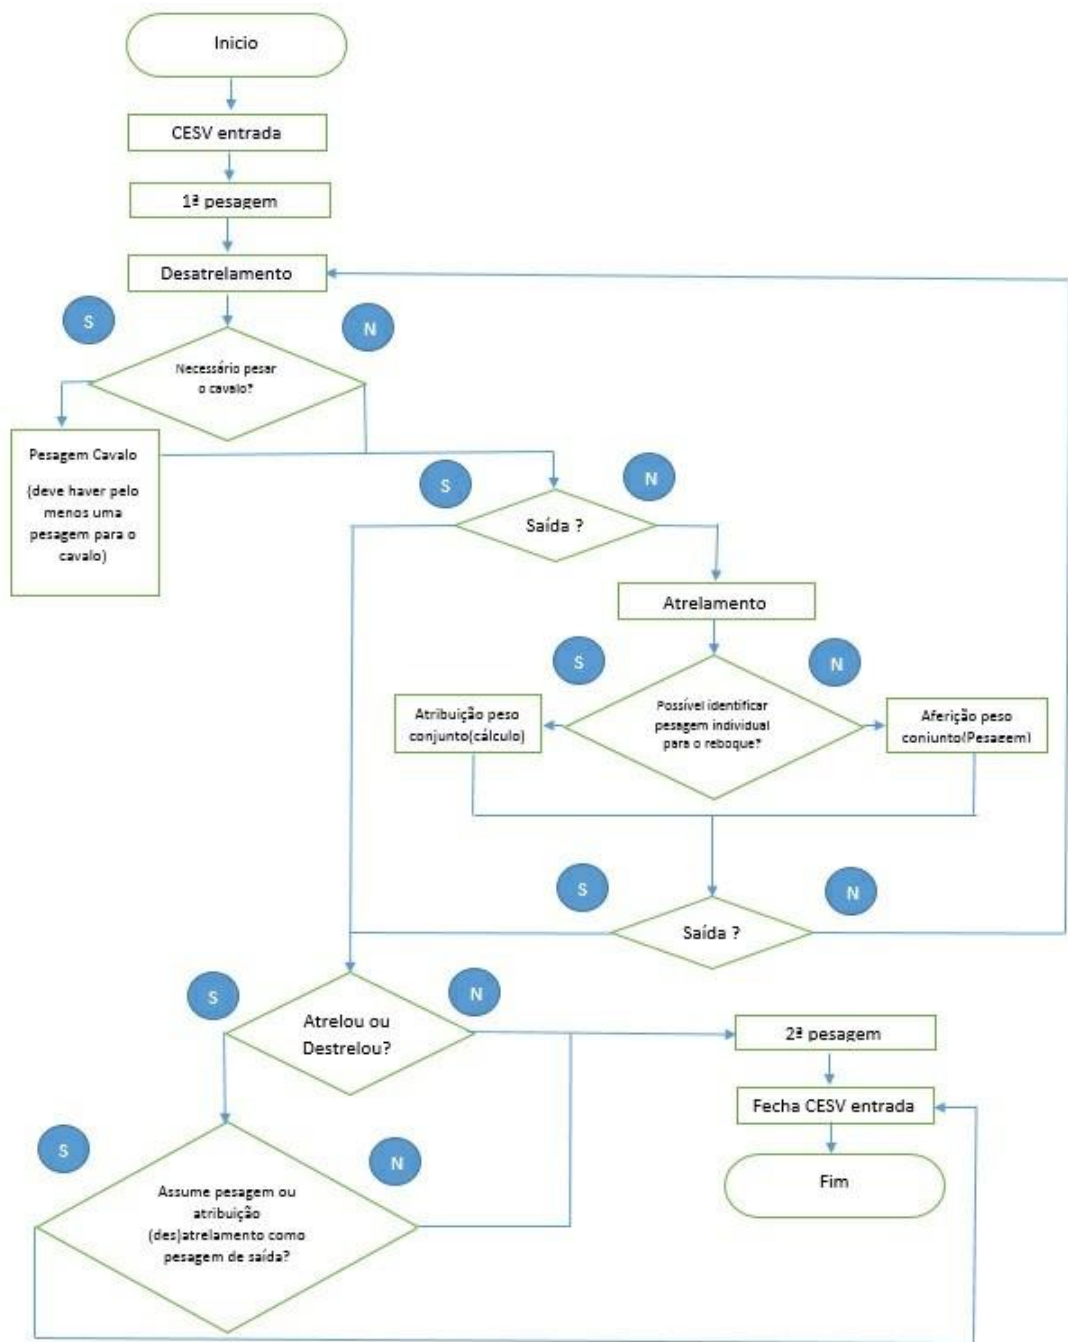 Inicio
CESV entrada
1ª pesagem
Desatrelamento
S
N
Necessário pesar
o cavalo?
Pesagem Cavalo
(deve haver pelo
menos uma
pesagem para o
cavalo)
S
N
Saída ?
Atrelamento
S
N
Possível identificar
pesagem individual
para o reboque?
Atribuição peso
conjunto(cálculo)
Aferição peso
conjunto(Pesagem)
S
N
Saída ?
S
N
Atrelou ou
Destrelou?
2ª pesagem
Fecha CESV entrada
Fim
S
N
Assume pesagem ou
atribuição
(des)atrelamento como
pesagem de saída?